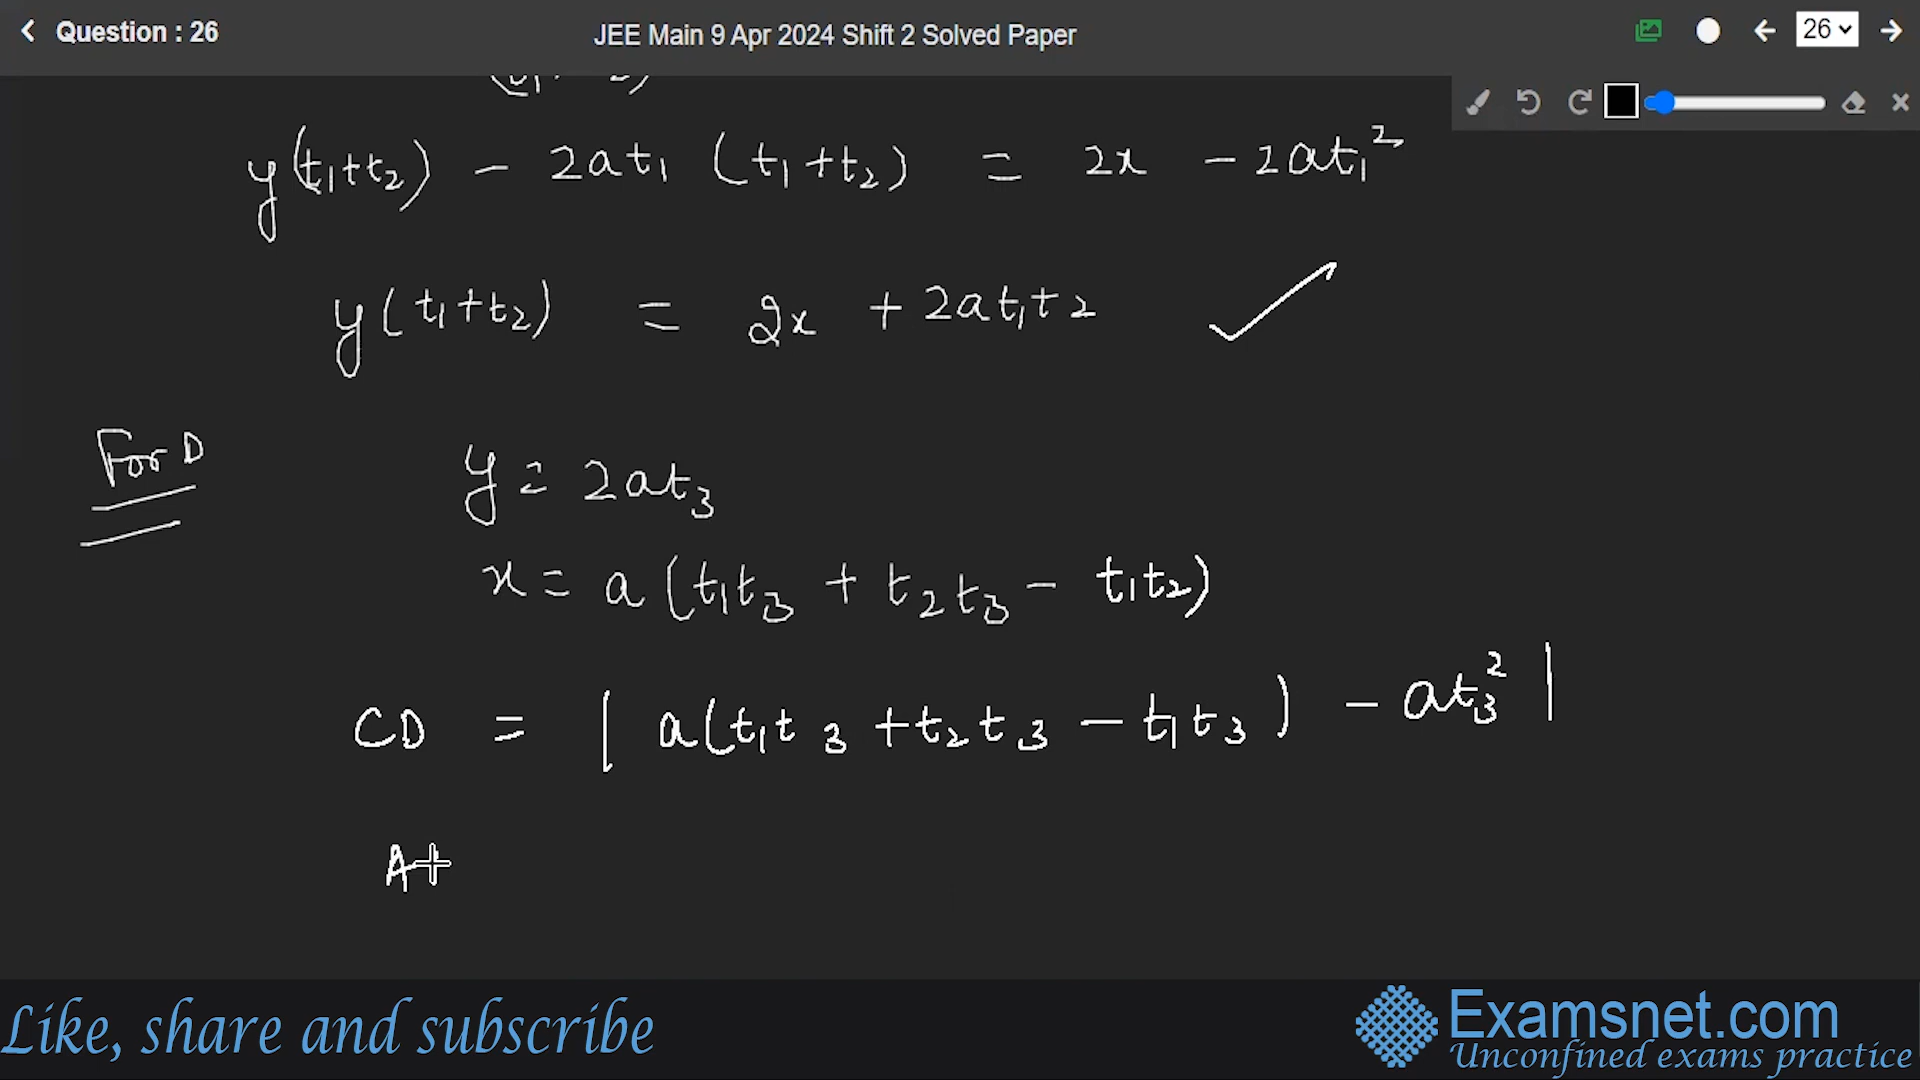 Question : 26
JEE Main 9 Apr 2024 Shift 2 Solved Paper
26
y(t₁+t₂) - 2at₁ (t₁+t₂) = 2x - 2at₁²
y(t₁+t₂) = 2x + 2at₁t₂
For D
y = 2at₃
x = a(t₁t₃ + t₂t₃ - t₁t₂)
CD = | a(t₁t₃ + t₂t₃ - t₁t₃) - at₃² |
A
Like, share and subscribe
Examsnet.com
Unconfined exams practice